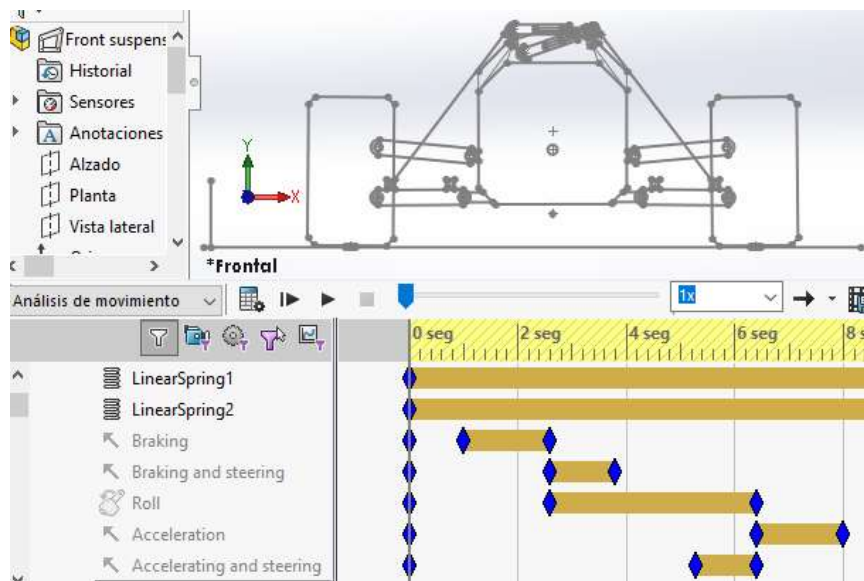 Front suspens
Historial
Sensores
A Anotaciones
Alzado
Planta
Vista lateral
Y
X
*Frontal
Análisis de movimiento
1x
0 seg 2 seg 4 seg 6 seg 8 s
LinearSpring1
LinearSpring2
Braking
Braking and steering
Roll
Acceleration
Accelerating and steering